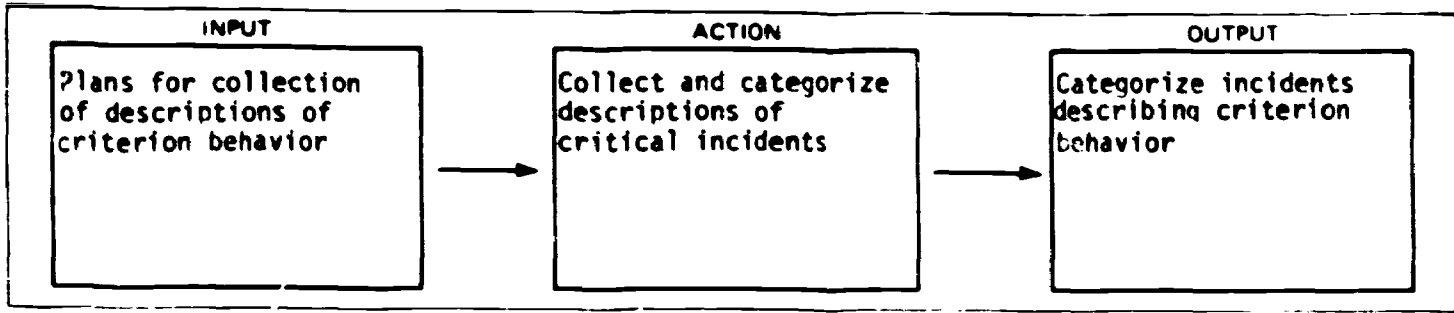 INPUT
Plans for collection
of descriptions of
criterion behavior
ACTION
Collect and categorize
descriptions of
critical incidents
OUTPUT
Categorize incidents
describing criterion
behavior